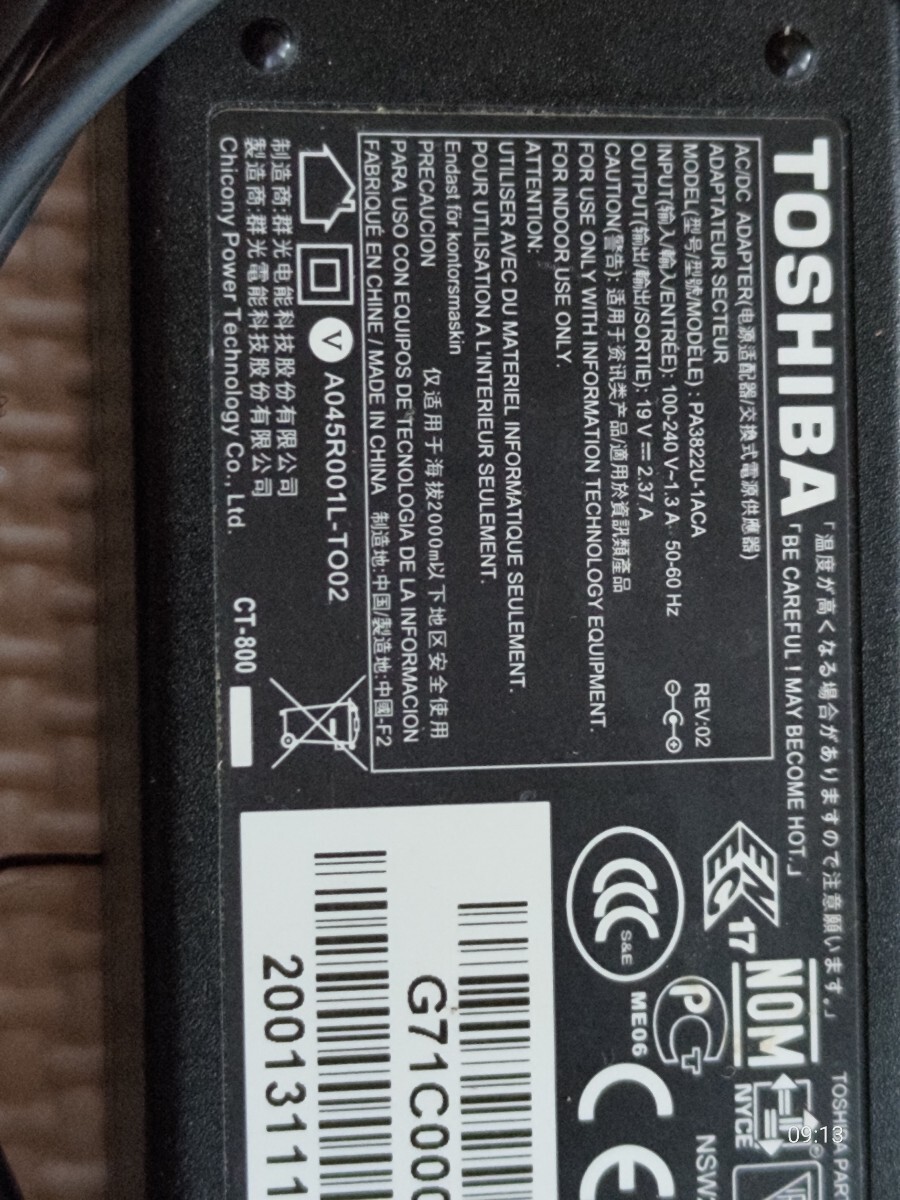 TOSHIBA
「温度が高くなる場合がありますので注意願います。」
「BE CAREFUL! MAY BECOME HOT.」
AC/DC ADAPTER(电源适配器/交換式電源供應器)
ADAPTATEUR SECTEUR
MODEL(型号/型號/MODÈLE): PA3822U-1ACA REV:02
INPUT(输入/輸入/ENTRÉE): 100-240 V~1.3 A 50-60 Hz
OUTPUT(输出/輸出/SORTIE): 19 V⎓2.37 A
CAUTION(警告): 适用于资讯类产品/適用於資訊類產品
FOR USE ONLY WITH INFORMATION TECHNOLOGY EQUIPMENT.
FOR INDOOR USE ONLY.
ATTENTION:
UTILISER AVEC DU MATERIEL INFORMATIQUE SEULEMENT.
POUR UTILISATION A L'INTERIEUR SEULEMENT.
Endast för kontorsmaskin
PRECAUCION 仅适用于海拔2000m以下地区安全使用
PARA USO CON EQUIPOS DE TECNOLOGIA DE LA INFORMACION
FABRIQUÉ EN CHINE / MADE IN CHINA 制造地:中国/製造地:中國-F2
V A045R001L-TO02
制造商:群光电能科技股份有限公司
製造商:群光電能科技股份有限公司
Chicony Power Technology Co., Ltd.
CT-800
TOSHIBA PAR
EN
EC
17
NOM
NYCE
®
CCC
S&E
PCT
ME06
CE
NSW
G71C000
200131111
09:13